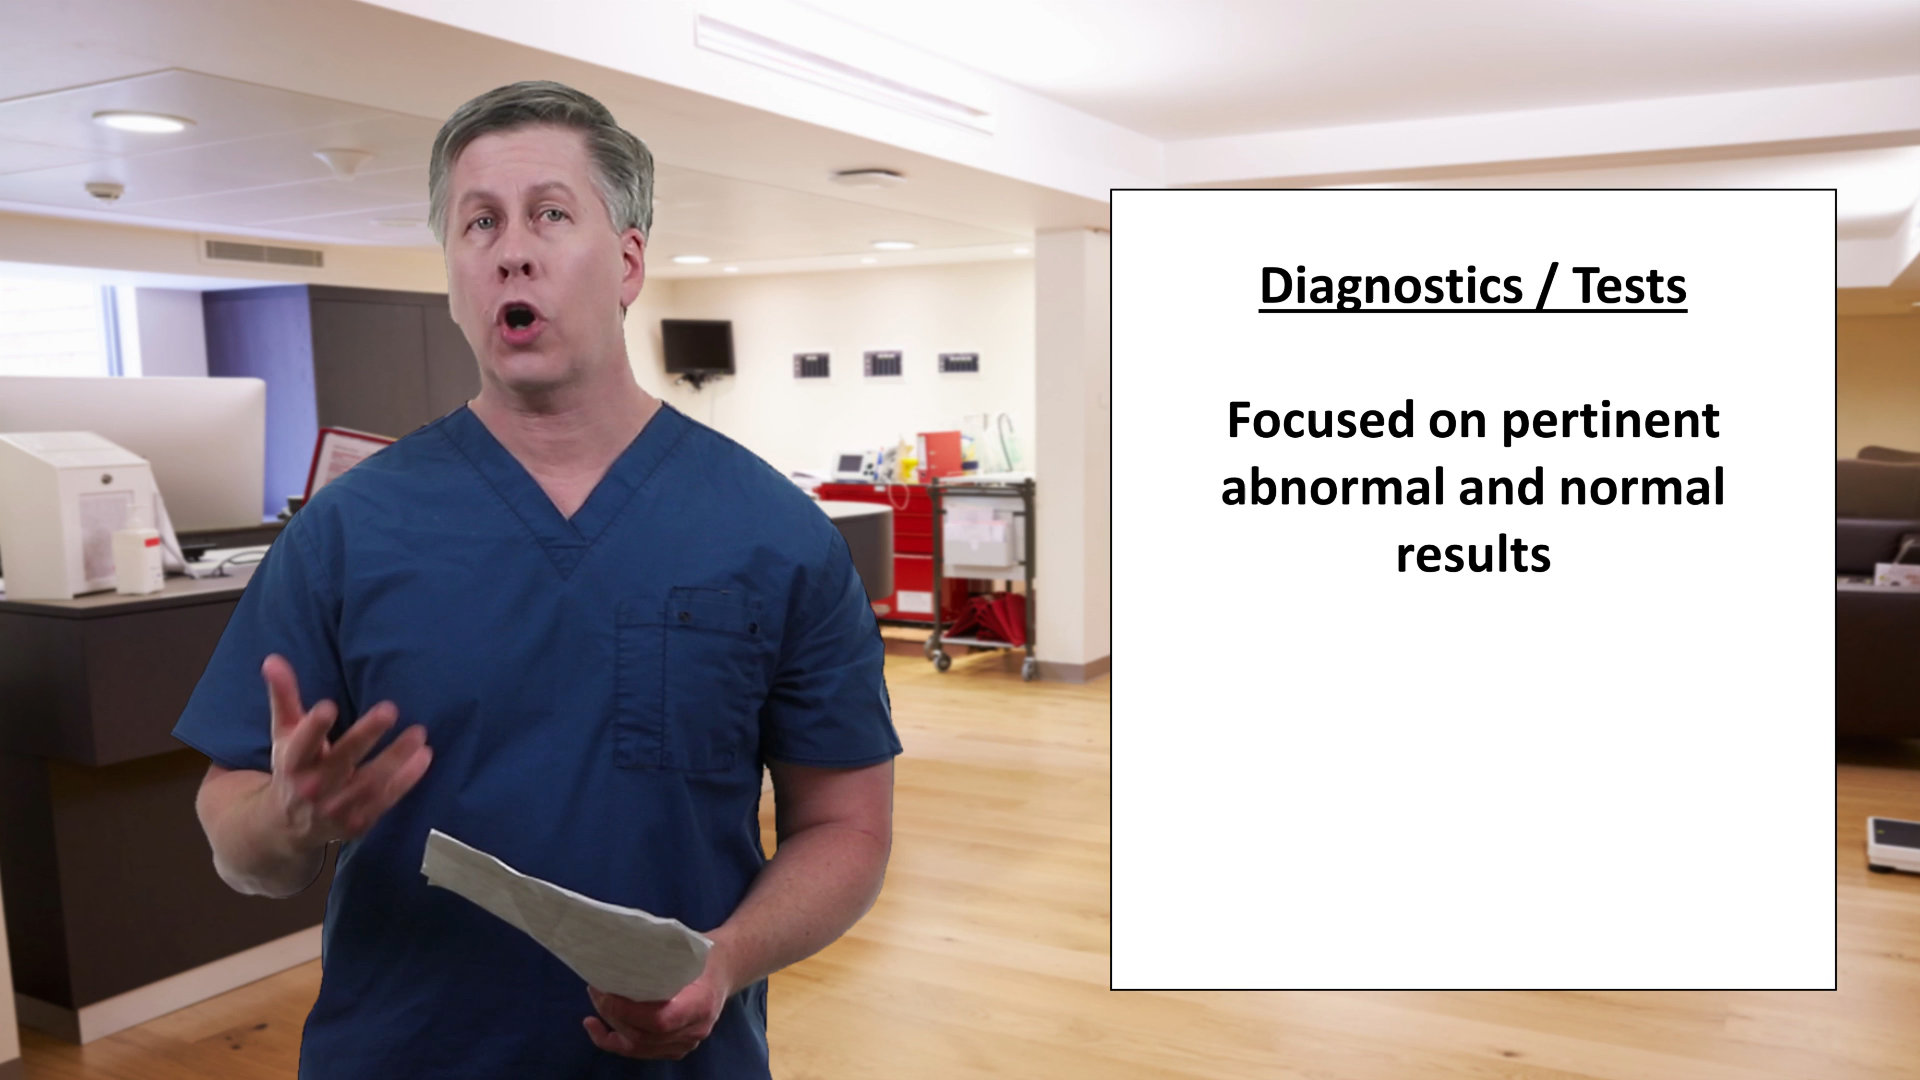 Diagnostics / Tests
Focused on pertinent
abnormal and normal
results